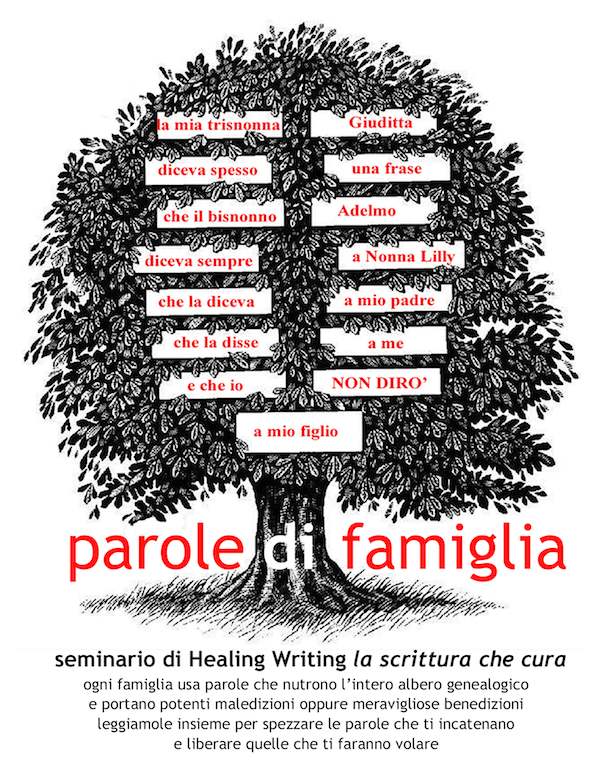 la mia trisnonna Giuditta
diceva spesso una frase
che il bisnonno Adelmo
diceva sempre a Nonna Lilly
che la diceva a mio padre
che la disse a me
e che io NON DIRO’
a mio figlio
parole di famiglia
seminario di Healing Writing la scrittura che cura
ogni famiglia usa parole che nutrono l’intero albero genealogico
e portano potenti maledizioni oppure meravigliose benedizioni
leggiamole insieme per spezzare le parole che ti incatenano
e liberare quelle che ti faranno volare